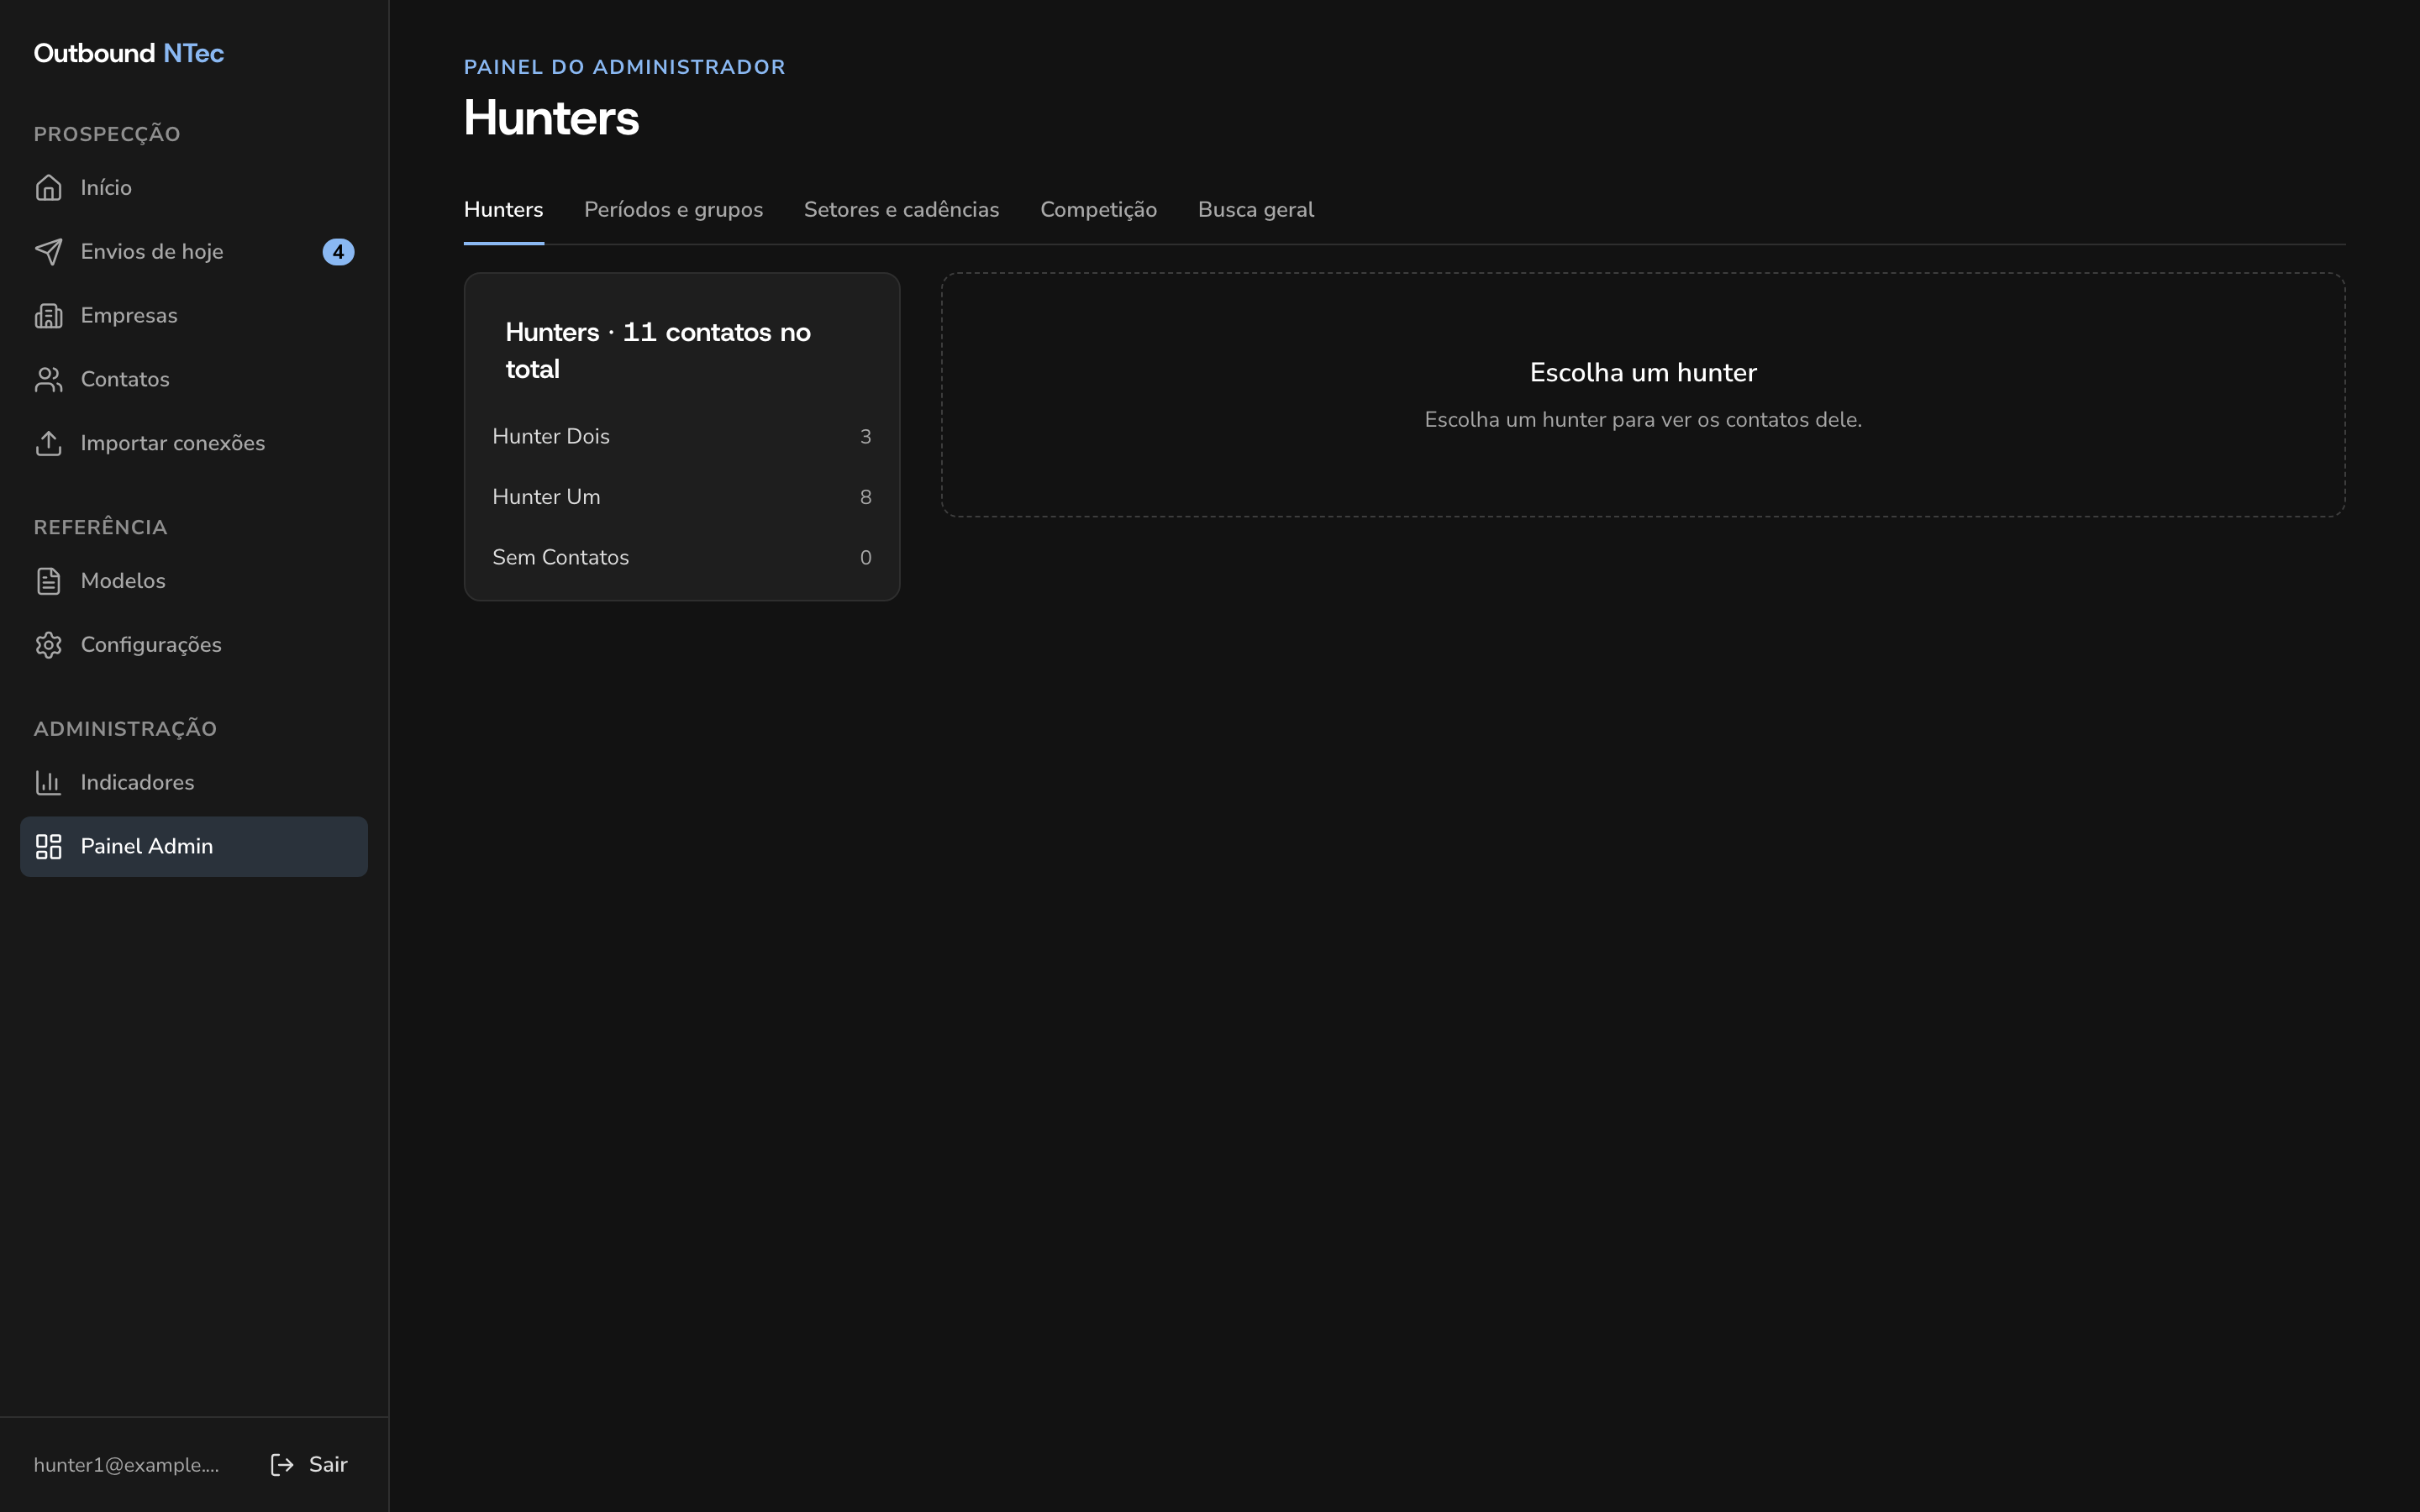 Outbound NTec
PROSPECÇÃO
Início
Envios de hoje 4
Empresas
Contatos
Importar conexões
REFERÊNCIA
Modelos
Configurações
ADMINISTRAÇÃO
Indicadores
Painel Admin
hunter1@example.... Sair
PAINEL DO ADMINISTRADOR
Hunters
Hunters Períodos e grupos Setores e cadências Competição Busca geral
Hunters · 11 contatos no
total
Hunter Dois 3
Hunter Um 8
Sem Contatos 0
Escolha um hunter
Escolha um hunter para ver os contatos dele.